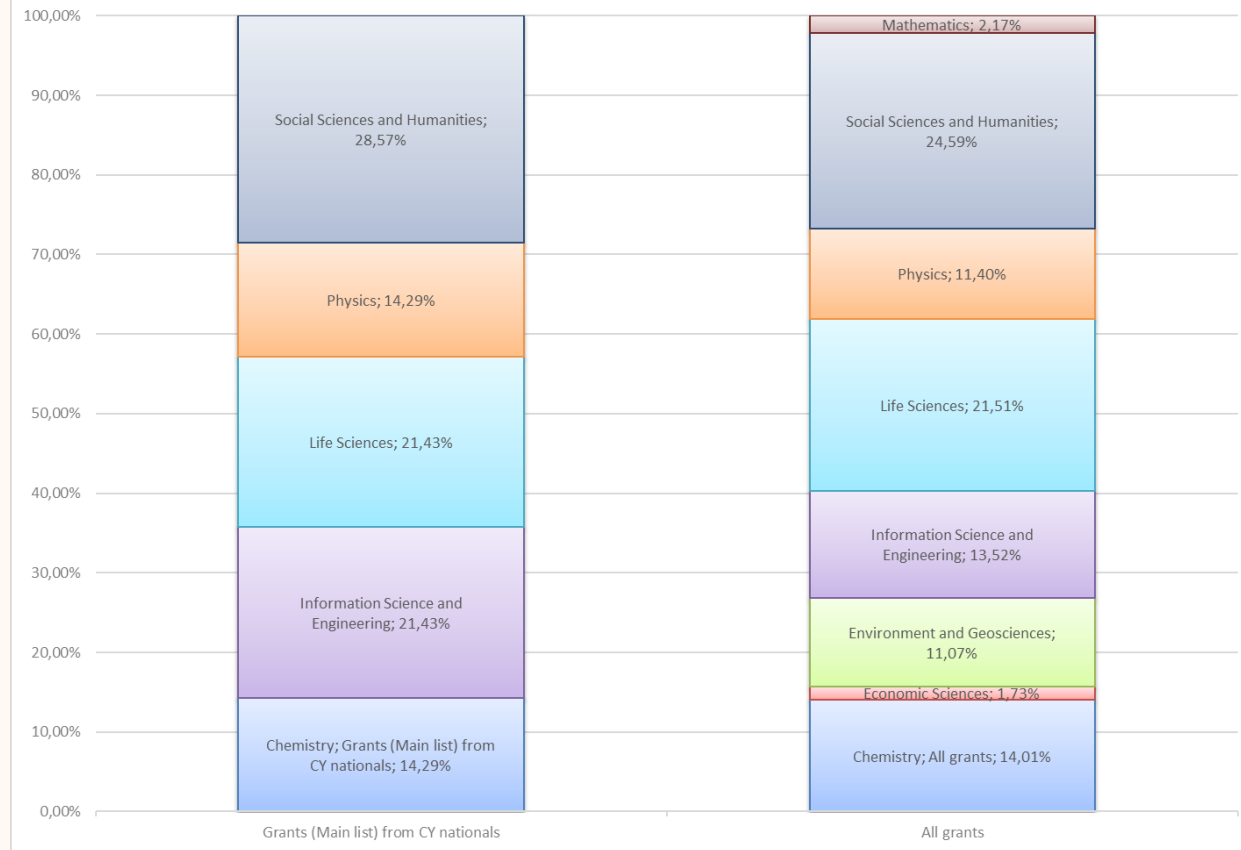 100,00%
90,00%
80,00%
70,00%
60,00%
50,00%
40,00%
30,00%
20,00%
10,00%
0,00%
Social Sciences and Humanities;
28,57%
Physics; 14,29%
Life Sciences; 21,43%
Information Science and
Engineering; 21,43%
Chemistry; Grants (Main list) from
CY nationals; 14,29%
Mathematics; 2,17%
Social Sciences and Humanities;
24,59%
Physics; 11,40%
Life Sciences; 21,51%
Information Science and
Engineering; 13,52%
Environment and Geosciences;
11,07%
Economic Sciences; 1,73%
Chemistry; All grants; 14,01%
Grants (Main list) from CY nationals
All grants